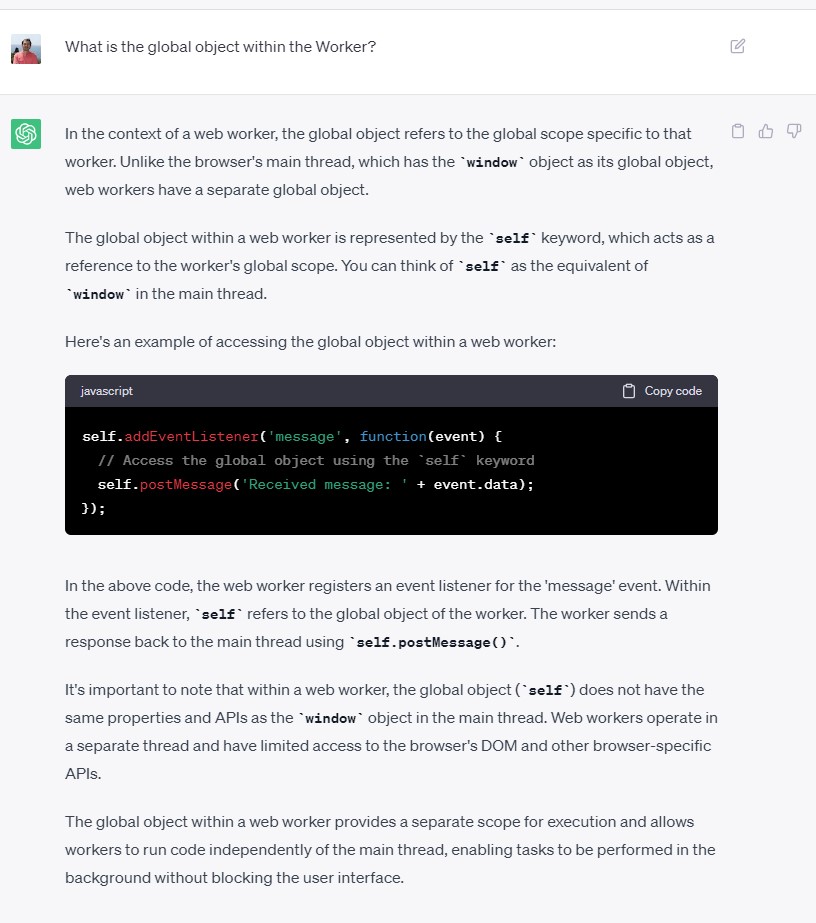 What is the global object within the Worker?
In the context of a web worker, the global object refers to the global scope specific to that
worker. Unlike the browser's main thread, which has the `window` object as its global object,
web workers have a separate global object.
The global object within a web worker is represented by the `self` keyword, which acts as a
reference to the worker's global scope. You can think of `self` as the equivalent of
`window` in the main thread.
Here's an example of accessing the global object within a web worker:
javascript Copy code
self.addEventListener('message', function(event) {
  // Access the global object using the `self` keyword
  self.postMessage('Received message: ' + event.data);
});
In the above code, the web worker registers an event listener for the 'message' event. Within
the event listener, `self` refers to the global object of the worker. The worker sends a
response back to the main thread using `self.postMessage()`.
It's important to note that within a web worker, the global object (`self`) does not have the
same properties and APIs as the `window` object in the main thread. Web workers operate in
a separate thread and have limited access to the browser's DOM and other browser-specific
APIs.
The global object within a web worker provides a separate scope for execution and allows
workers to run code independently of the main thread, enabling tasks to be performed in the
background without blocking the user interface.